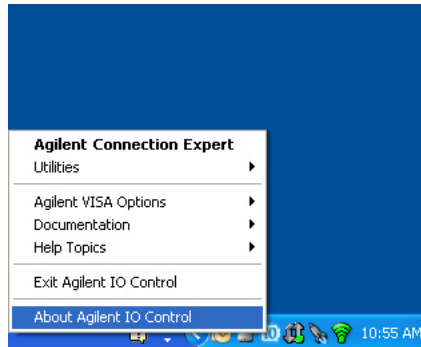 Agilent Connection Expert
Utilities
Agilent VISA Options
Documentation
Help Topics
Exit Agilent IO Control
About Agilent IO Control
IO 10:55 AM